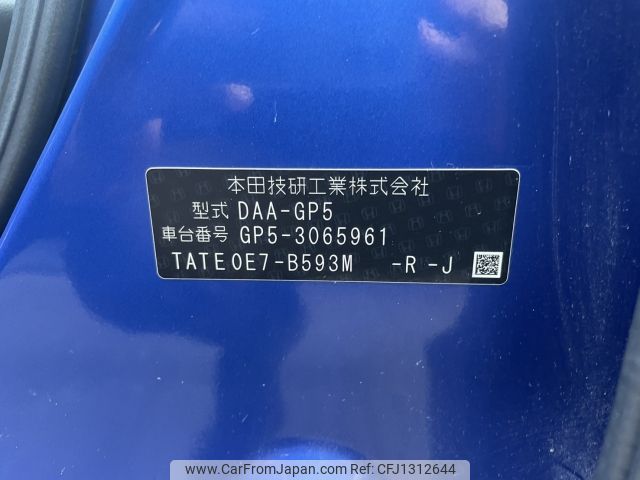 本田技研工業株式会社
型式 DAA-GP5
車台番号 GP5-3065961
TATE0E7-B593M -R -J
www.CarFromJapan.com - Ref No. CFJ1312644